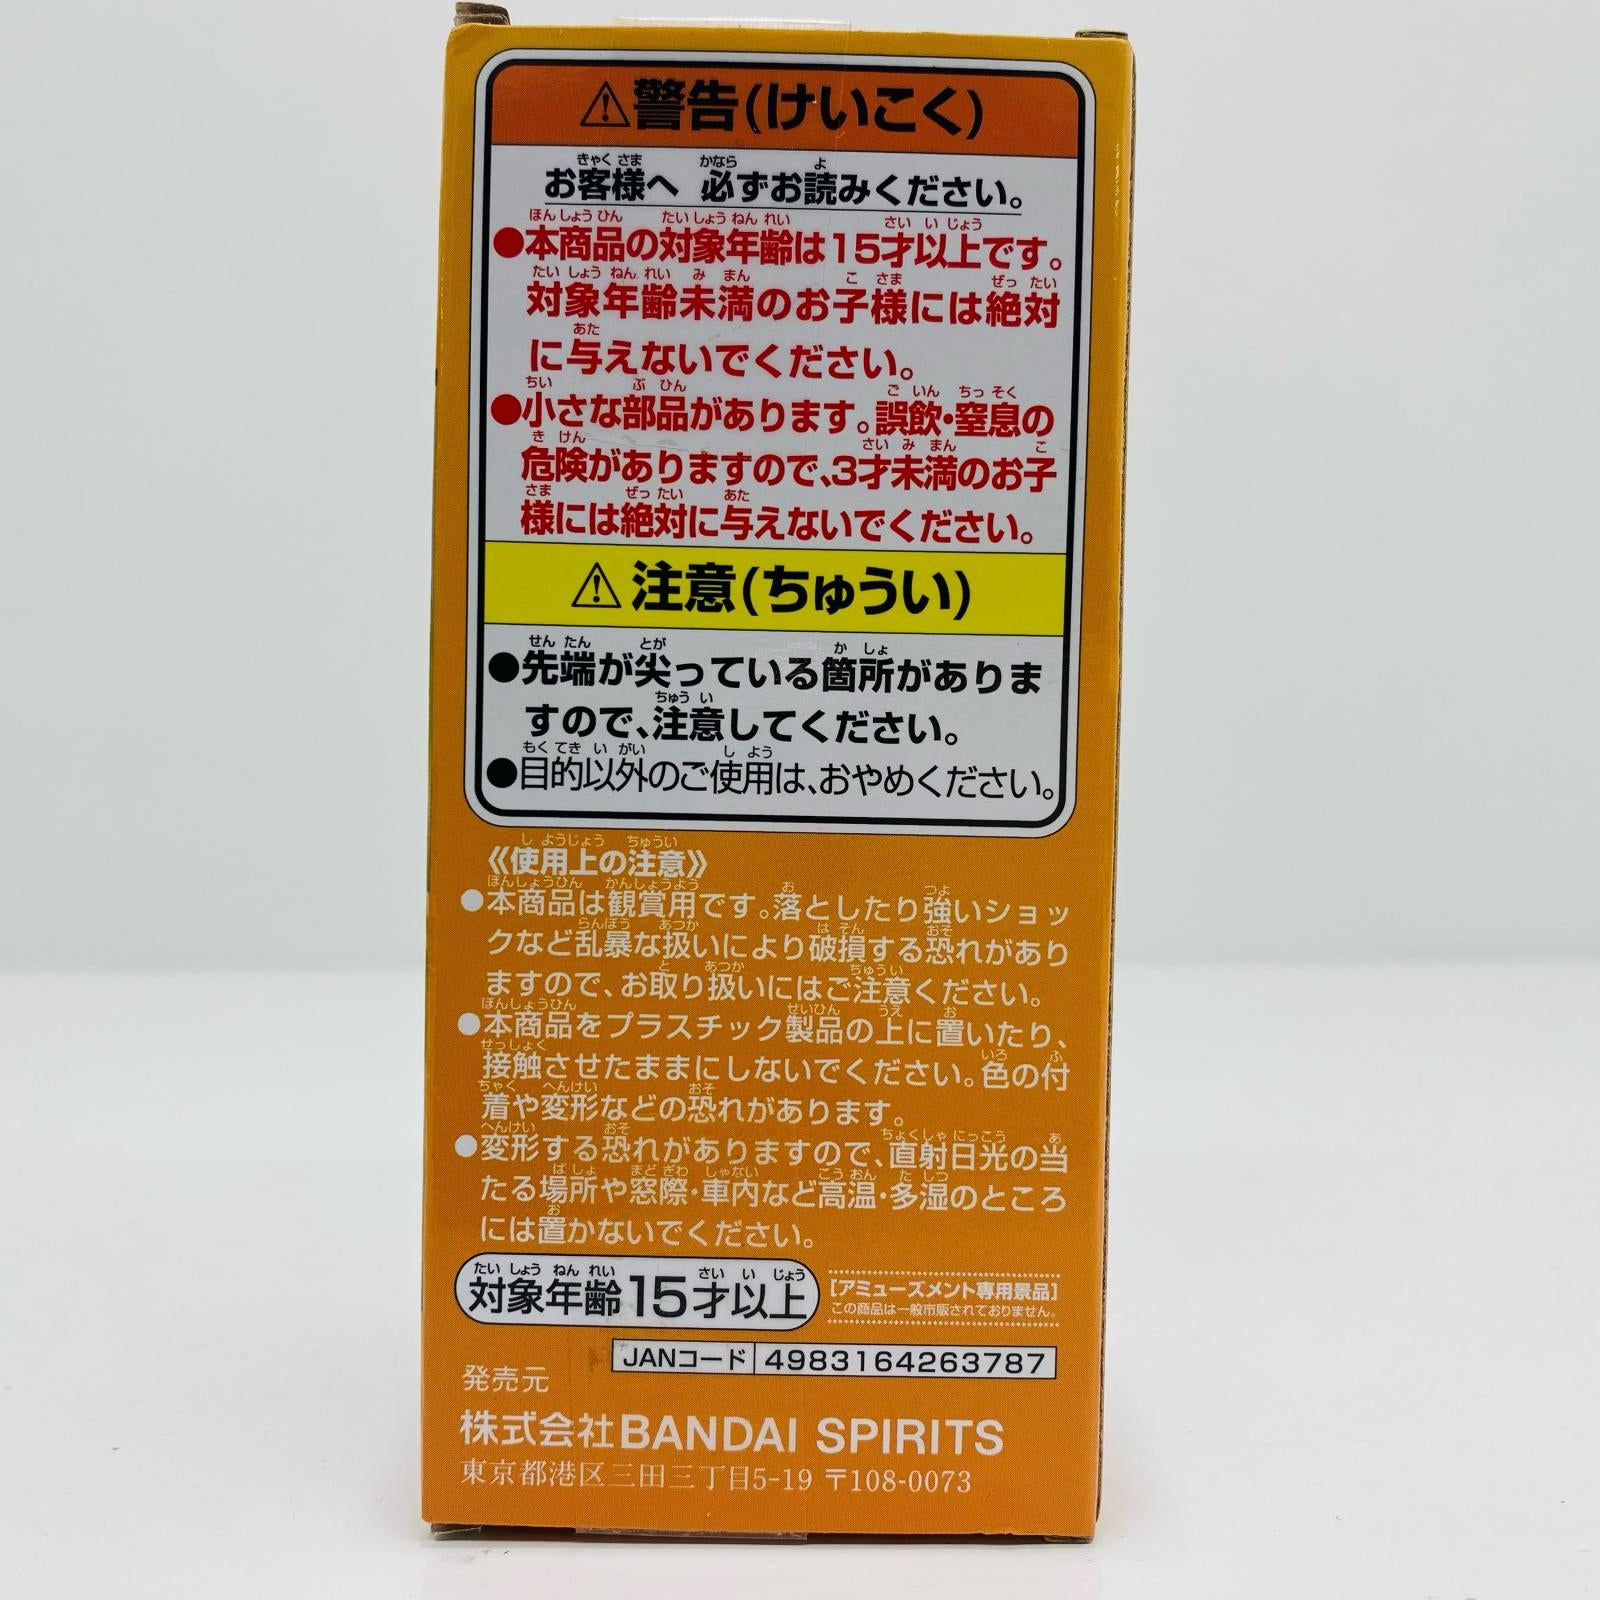 ⚠警告(けいこく)
お客様へ 必ずお読みください。
●本商品の対象年齢は15才以上です。
対象年齢未満のお子様には絶対
に与えないでください。
●小さな部品があります。誤飲・窒息の
危険がありますので、3才未満のお子
様には絶対に与えないでください。
⚠注意(ちゅうい)
●先端が尖っている箇所がありま
すので、注意してください。
●目的以外のご使用は、おやめください。
《使用上の注意》
●本商品は観賞用です。落としたり強いショッ
クなど乱暴な扱いにより破損する恐れがあり
ますので、お取り扱いにはご注意ください。
●本商品をプラスチック製品の上に置いたり、
接触させたままにしないでください。色の付
着や変形などの恐れがあります。
●変形する恐れがありますので、直射日光の当
たる場所や窓際・車内など高温・多湿のところ
には置かないでください。
対象年齢15才以上
[アミューズメント専用景品]
この商品は一般市販されておりません。
JANコード 4983164263787
発売元
株式会社BANDAI SPIRITS
東京都港区三田三丁目5-19 〒108-0073